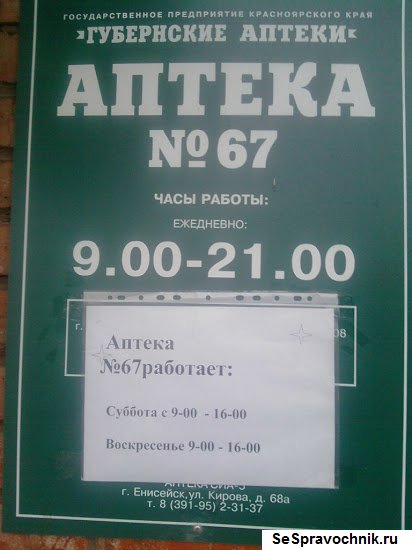 ГОСУДАРСТВЕННОЕ ПРЕДПРИЯТИЕ КРАСНОЯРСКОГО КРАЯ
ГУБЕРНСКИЕ АПТЕКИ
АПТЕКА
№67
ЧАСЫ РАБОТЫ:
ЕЖЕДНЕВНО:
9.00-21.00
г.
08
Аптека
№67работает:
Суббота с 9-00 - 16-00
Воскресенье 9-00 - 16-00
г. Енисейск,ул. Кирова, д. 68а
т. 8 (391-95) 2-31-37
SeSpravochnik.ru